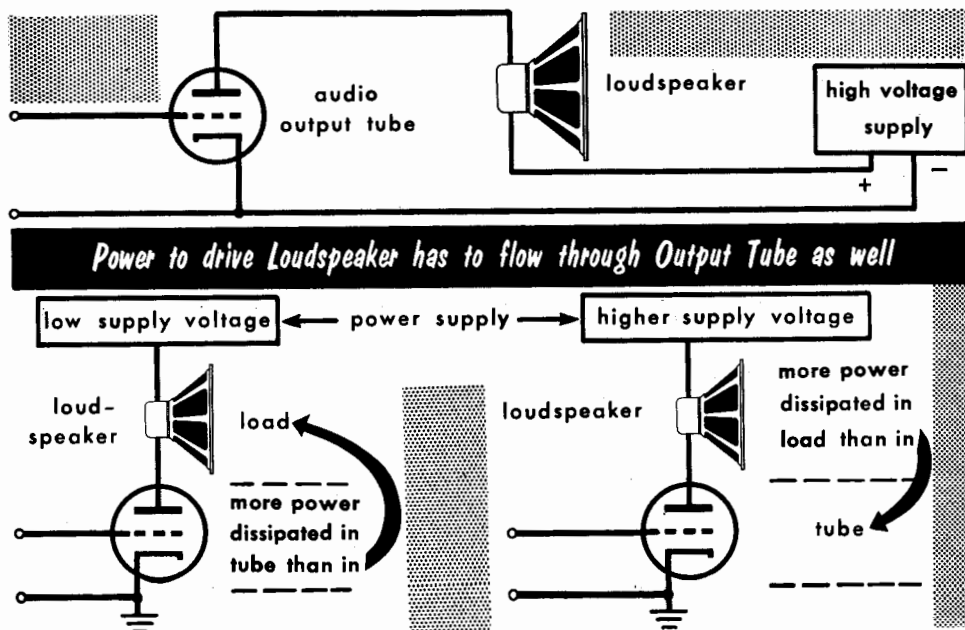 audio
output tube
loudspeaker
high voltage
supply
+
−
Power to drive Loudspeaker has to flow through Output Tube as well
low supply voltage
power supply
higher supply voltage
loud-
speaker
load
more power
dissipated in
tube than in
loudspeaker
more power
dissipated in
load than in
tube